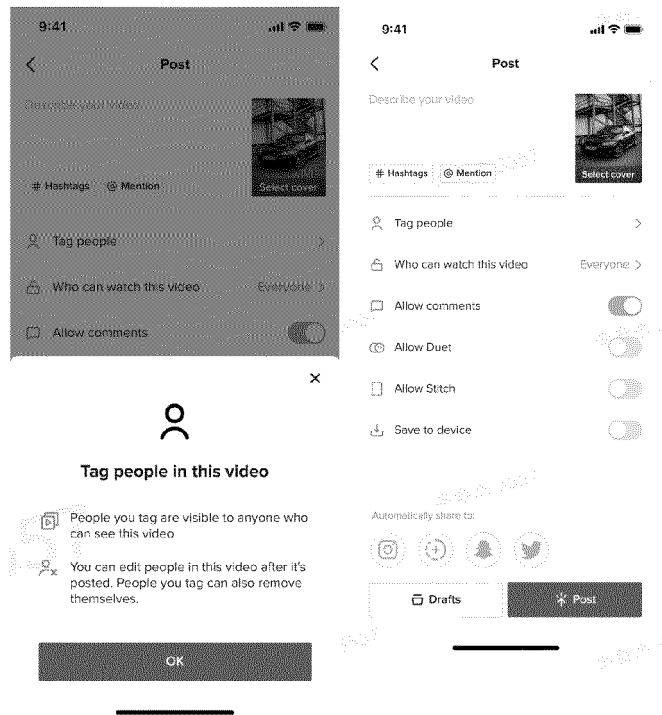 9:41
Post
Describe your video
# Hashtags
@ Mention
Select cover
Tag people
Who can watch this video
Everyone
Allow comments
Tag people in this video
People you tag are visible to anyone who
can see this video
You can edit people in this video after it's
posted. People you tag can also remove
themselves.
OK
9:41
Post
Describe your video
# Hashtags
@ Mention
Select cover
Tag people
Who can watch this video
Everyone
Allow comments
Allow Duet
Allow Stitch
Save to device
Automatically share to:
Drafts
Post